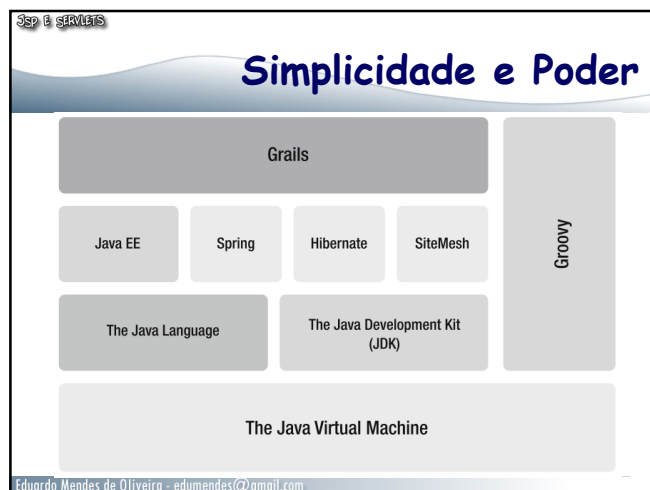 JSP E SERVLETS
Simplicidade e Poder
Grails
Groovy
Java EE
Spring
Hibernate
SiteMesh
The Java Language
The Java Development Kit
(JDK)
The Java Virtual Machine
Eduardo Mendes de Oliveira - edumendes@gmail.com